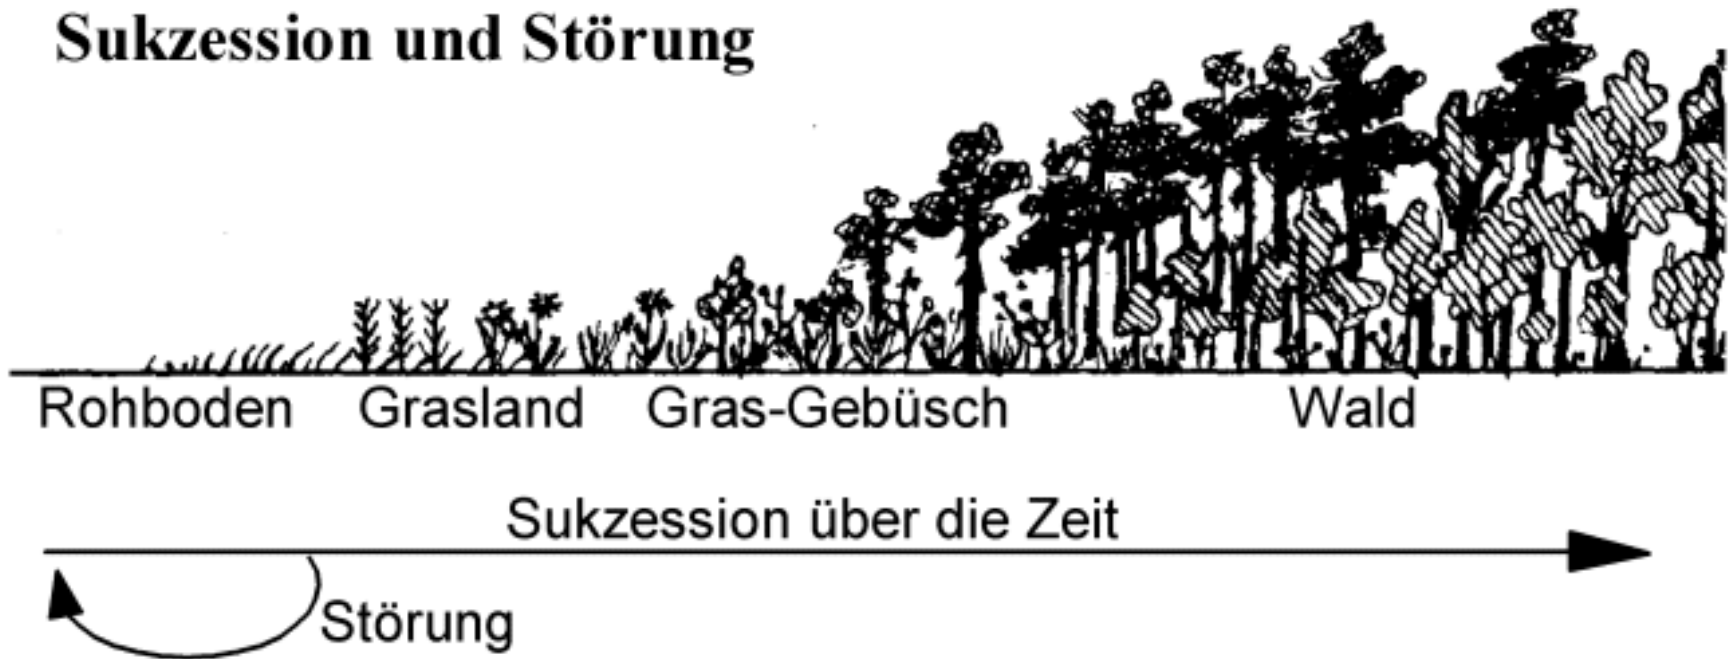 Sukzession und Störung
Rohboden Grasland Gras-Gebüsch Wald
Sukzession über die Zeit
Störung